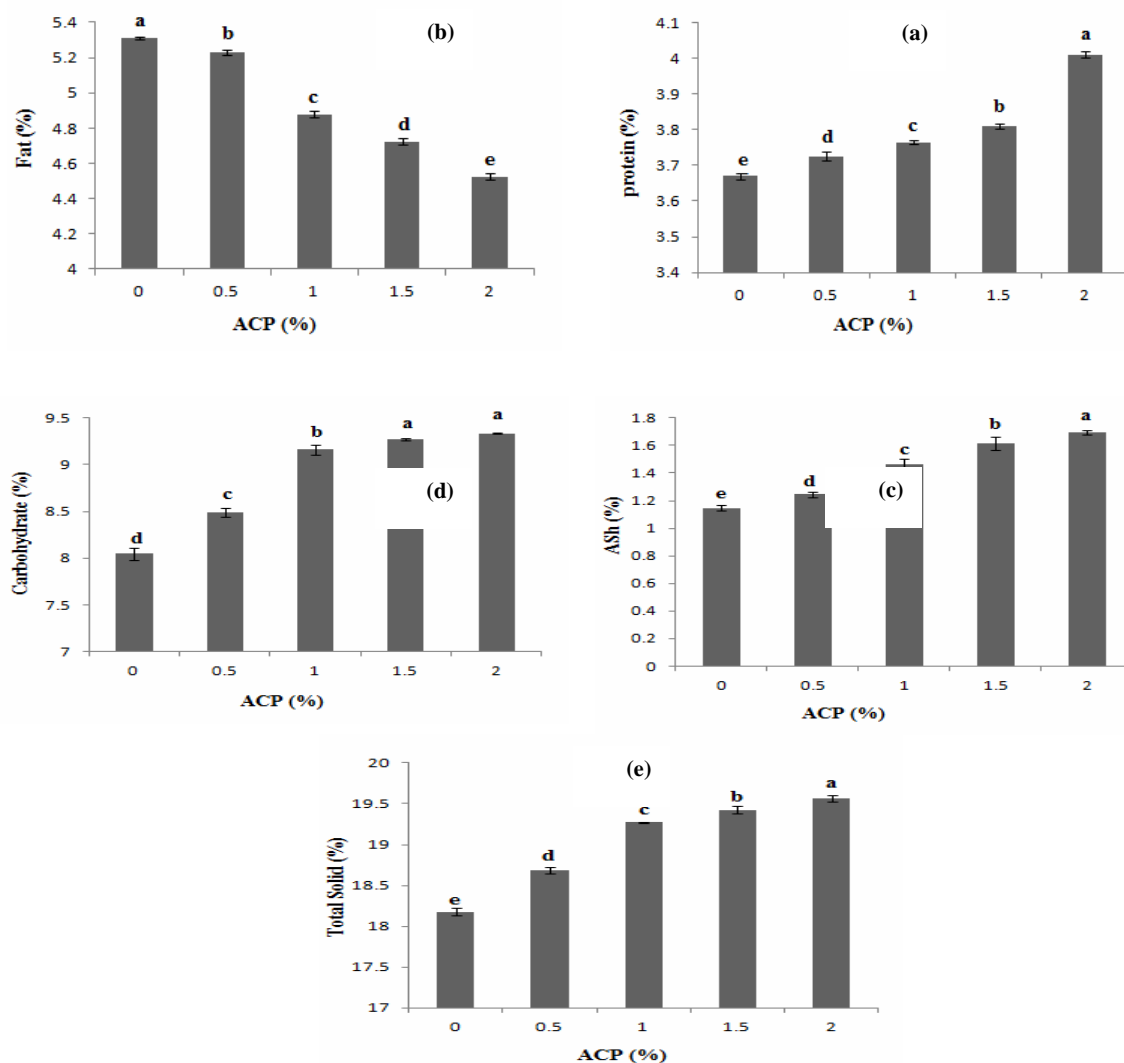 (b)
5.4
5.2
5
4.8
4.6
4.4
4.2
4
Fat (%)
a
b
c
d
e
0 0.5 1 1.5 2
ACP (%)
(a)
4.1
4
3.9
3.8
3.7
3.6
3.5
3.4
protein (%)
e
d
c
b
a
0 0.5 1 1.5 2
ACP (%)
(d)
9.5
9
8.5
8
7.5
7
Carbohydrate (%)
d
c
b
a
a
0 0.5 1 1.5 2
ACP (%)
(c)
1.8
1.6
1.4
1.2
1
0.8
0.6
0.4
0.2
0
ASh (%)
e
d
c
b
a
0 0.5 1 1.5 2
ACP (%)
(e)
20
19.5
19
18.5
18
17.5
17
Total Solid (%)
e
d
c
b
a
0 0.5 1 1.5 2
ACP (%)